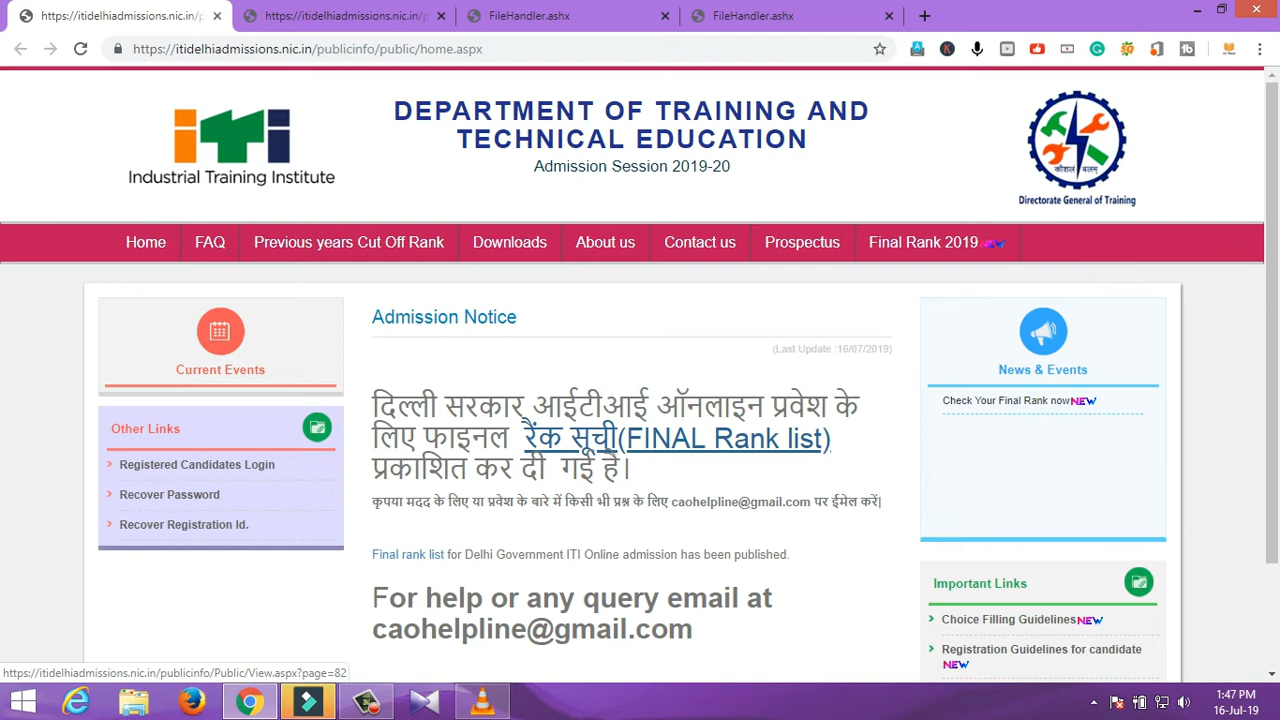 https://itidelhiadmissions.nic.in/p
https://itidelhiadmissions.nic.in/p
FileHandler.ashx
FileHandler.ashx
https://itidelhiadmissions.nic.in/publicinfo/public/home.aspx
iTi
Industrial Training Institute
DEPARTMENT OF TRAINING AND
TECHNICAL EDUCATION
Admission Session 2019-20
कौशलं बलम्
Directorate General of Training
Home
FAQ
Previous years Cut Off Rank
Downloads
About us
Contact us
Prospectus
Final Rank 2019
Current Events
Other Links
Registered Candidates Login
Recover Password
Recover Registration Id.
Admission Notice
(Last Update :16/07/2019)
दिल्ली सरकार आईटीआई ऑनलाइन प्रवेश के
लिए फाइनल रैंक सूची(FINAL Rank list)
प्रकाशित कर दी गई है।
कृपया मदद के लिए या प्रवेश के बारे में किसी भी प्रश्न के लिए caohelpline@gmail.com पर ईमेल करें|
Final rank list for Delhi Government ITI Online admission has been published.
For help or any query email at
caohelpline@gmail.com
News & Events
Check Your Final Rank now NEW
Important Links
Choice Filling Guidelines NEW
Registration Guidelines for candidate
NEW
https://itidelhiadmissions.nic.in/publicinfo/Public/View.aspx?page=82
1:47 PM
16-Jul-19